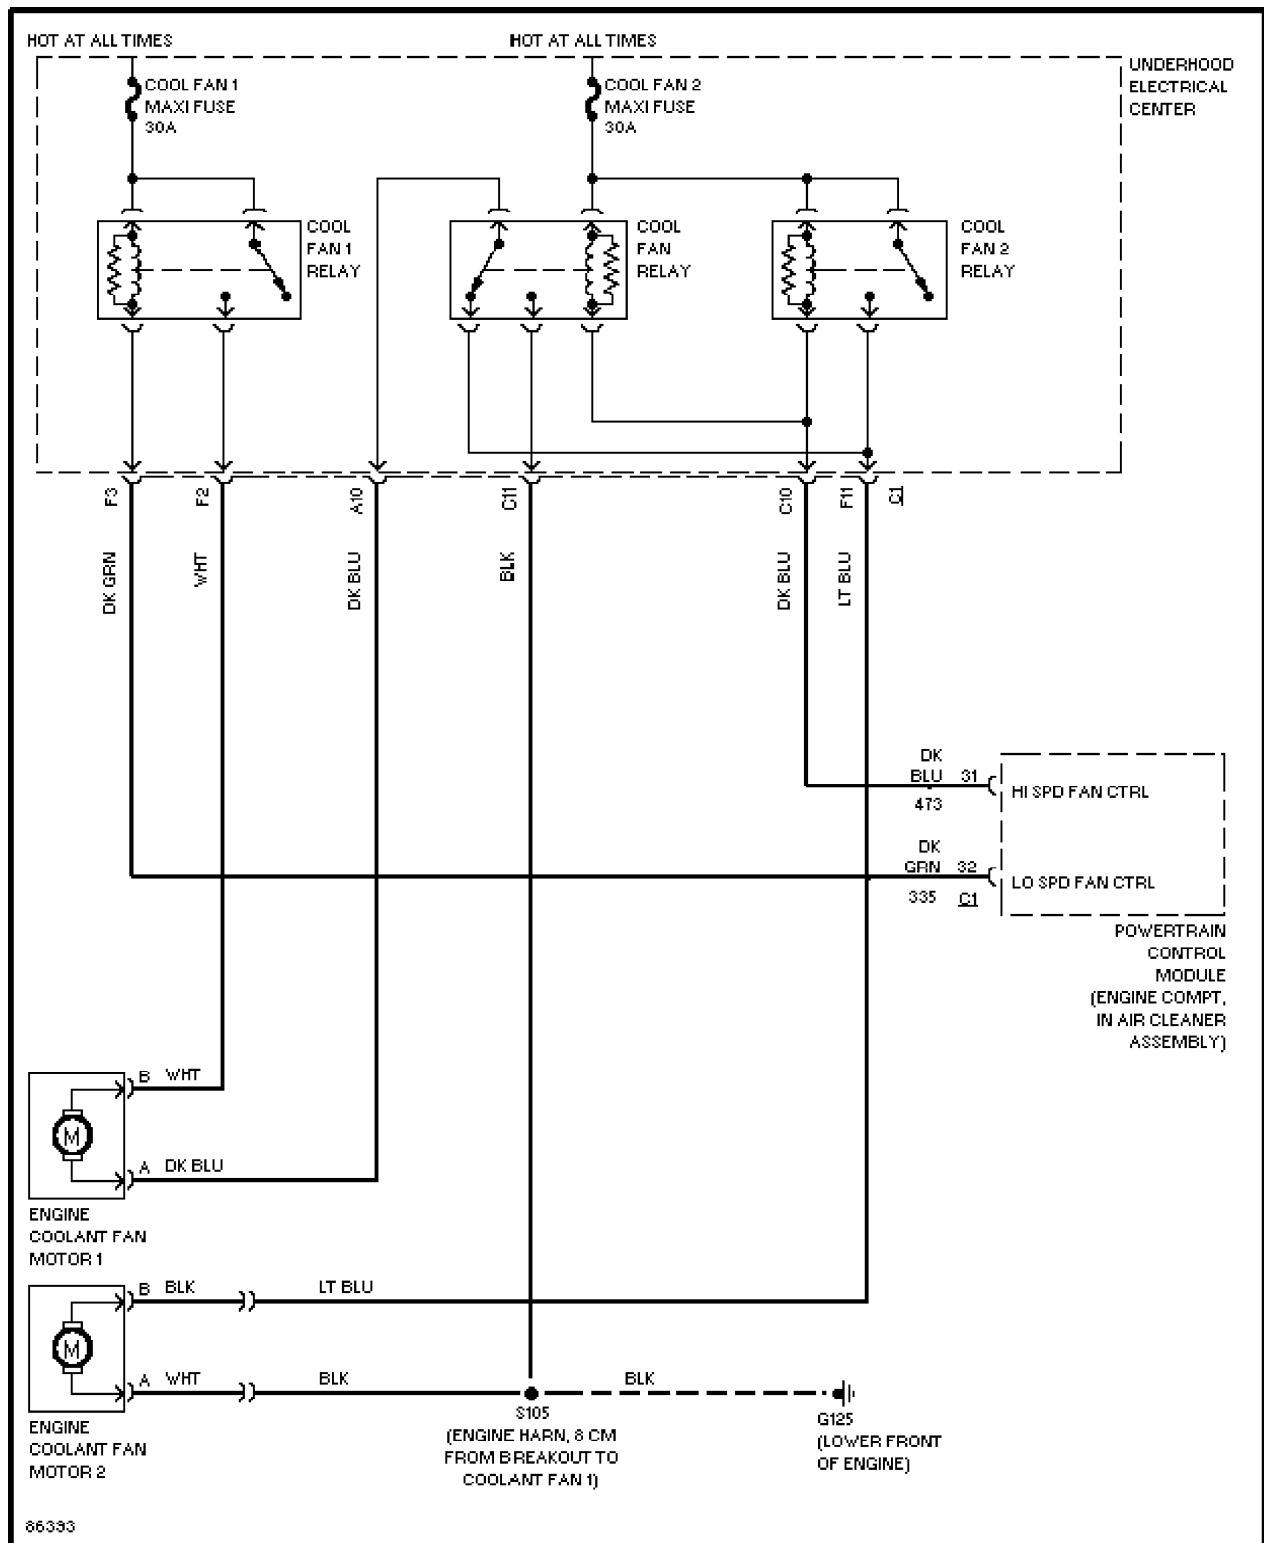 HOT AT ALL TIMES
HOT AT ALL TIMES
UNDERHOOD
ELECTRICAL
CENTER
COOL FAN 1
MAXI FUSE
30A
COOL FAN 2
MAXI FUSE
30A
COOL
FAN 1
RELAY
COOL
FAN
RELAY
COOL
FAN 2
RELAY
F3
F2
A10
C11
C10
F11
C1
DK GRN
WHT
DK BLU
BLK
DK BLU
LT BLU
DK
BLU 31
473
HI SPD FAN CTRL
DK
GRN 32
335 C1
LO SPD FAN CTRL
POWERTRAIN
CONTROL
MODULE
(ENGINE COMPT,
IN AIR CLEANER
ASSEMBLY)
B WHT
M
A DK BLU
ENGINE
COOLANT FAN
MOTOR 1
B BLK LT BLU
M
A WHT BLK BLK
ENGINE
COOLANT FAN
MOTOR 2
S105
(ENGINE HARN, 8 CM
FROM BREAKOUT TO
COOLANT FAN 1)
G125
(LOWER FRONT
OF ENGINE)
86393